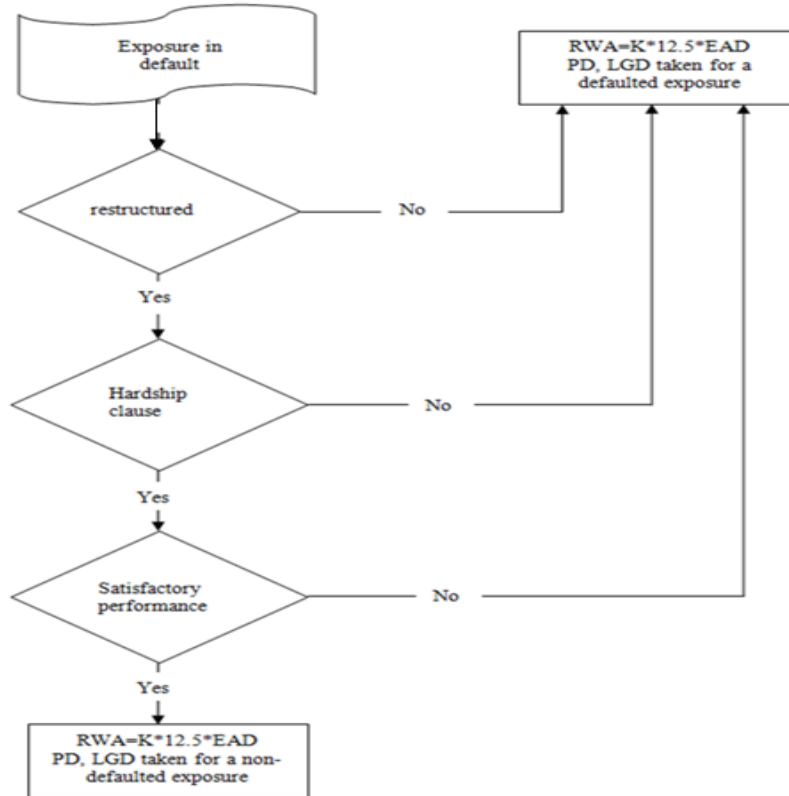 Exposure in
default
RWA=K*12.5*EAD
PD, LGD taken for a
defaulted exposure
restructured
No
Yes
Hardship
clause
No
Yes
Satisfactory
performance
No
Yes
RWA=K*12.5*EAD
PD, LGD taken for a non-
defaulted exposure